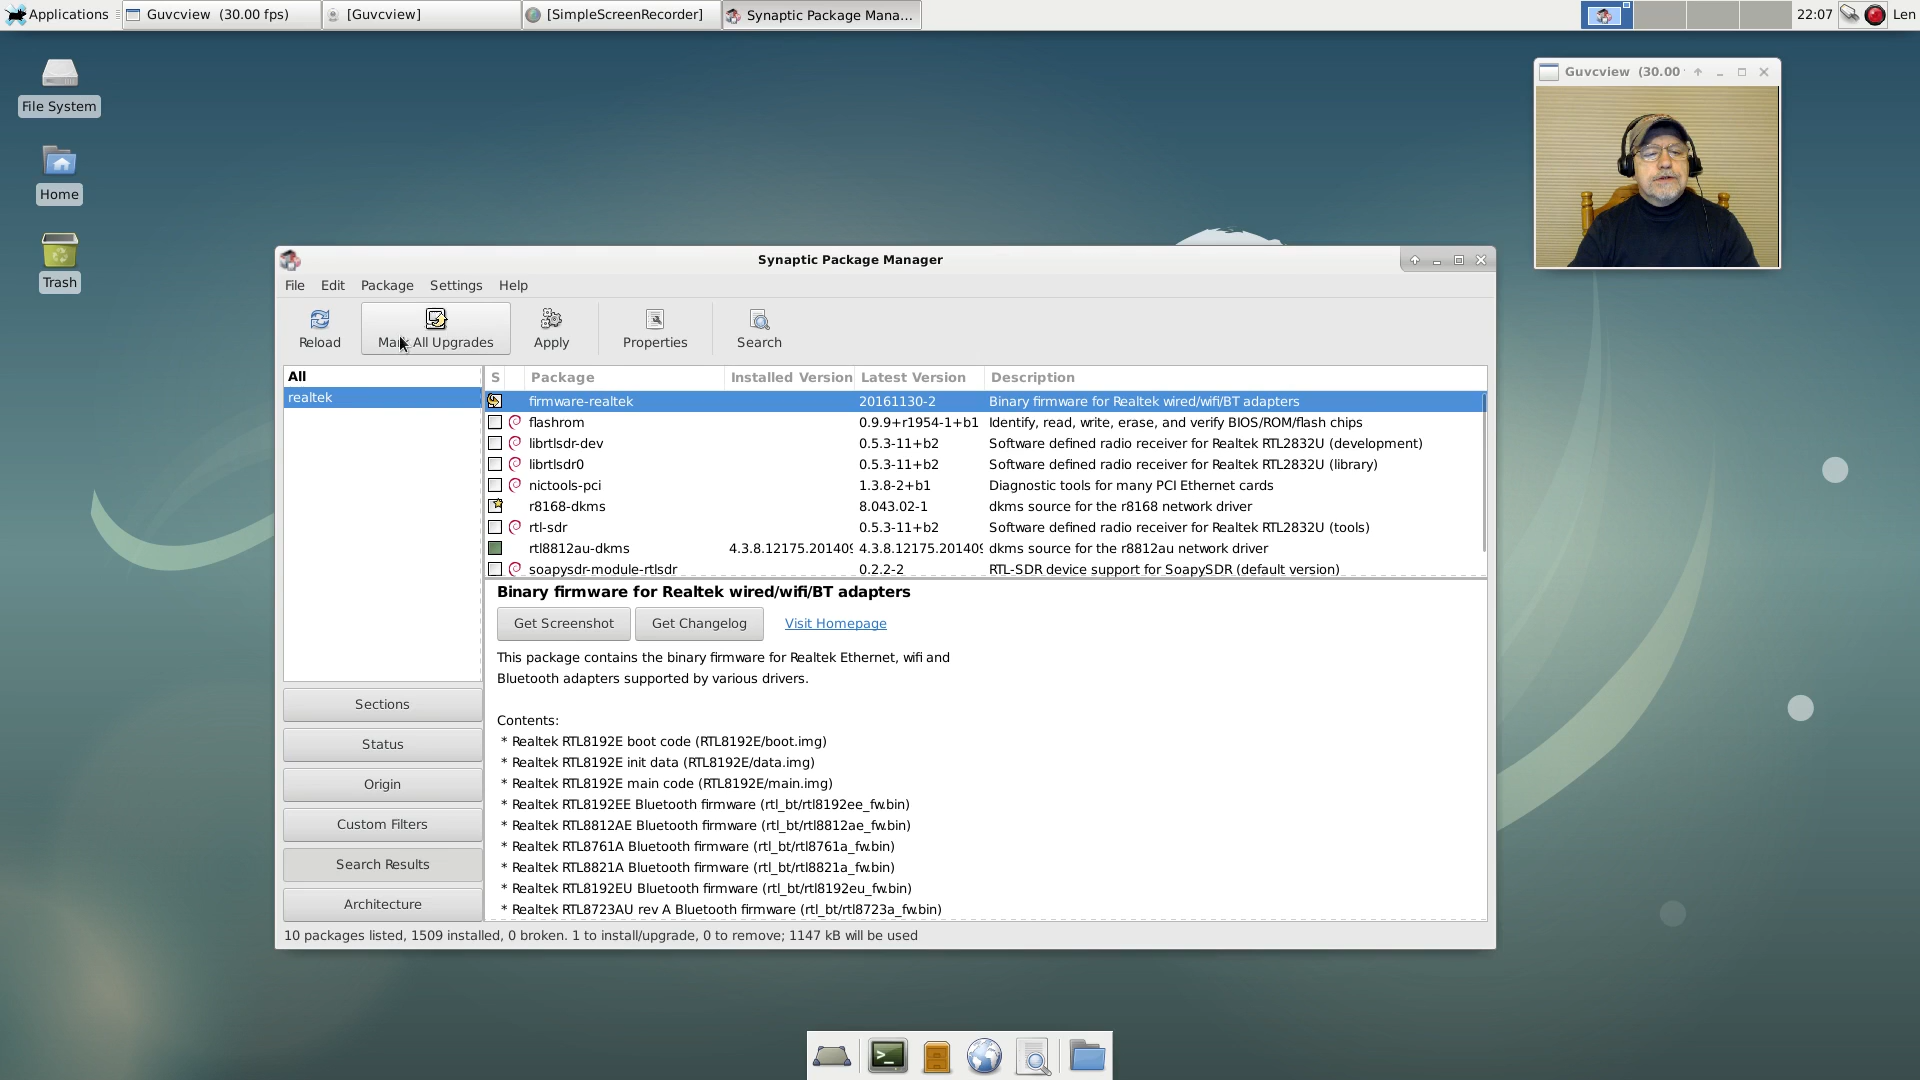 Applications
Guvcview (30.00 fps)
[Guvcview]
[SimpleScreenRecorder]
Synaptic Package Mana...
22:07
Len
File System
Home
Trash
Guvcview (30.00
Synaptic Package Manager
File Edit Package Settings Help
Reload
Mark All Upgrades
Apply
Properties
Search
All
realtek
S Package Installed Version Latest Version Description
firmware-realtek 20161130-2 Binary firmware for Realtek wired/wifi/BT adapters
flashrom 0.9.9+r1954-1+b1 Identify, read, write, erase, and verify BIOS/ROM/flash chips
librtlsdr-dev 0.5.3-11+b2 Software defined radio receiver for Realtek RTL2832U (development)
librtlsdr0 0.5.3-11+b2 Software defined radio receiver for Realtek RTL2832U (library)
nictools-pci 1.3.8-2+b1 Diagnostic tools for many PCI Ethernet cards
r8168-dkms 8.043.02-1 dkms source for the r8168 network driver
rtl-sdr 0.5.3-11+b2 Software defined radio receiver for Realtek RTL2832U (tools)
rtl8812au-dkms 4.3.8.12175.201409 4.3.8.12175.201409 dkms source for the r8812au network driver
soapysdr-module-rtlsdr 0.2.2-2 RTL-SDR device support for SoapySDR (default version)
Binary firmware for Realtek wired/wifi/BT adapters
Get Screenshot
Get Changelog
Visit Homepage
This package contains the binary firmware for Realtek Ethernet, wifi and
Bluetooth adapters supported by various drivers.
Contents:
* Realtek RTL8192E boot code (RTL8192E/boot.img)
* Realtek RTL8192E init data (RTL8192E/data.img)
* Realtek RTL8192E main code (RTL8192E/main.img)
* Realtek RTL8192EE Bluetooth firmware (rtl_bt/rtl8192ee_fw.bin)
* Realtek RTL8812AE Bluetooth firmware (rtl_bt/rtl8812ae_fw.bin)
* Realtek RTL8761A Bluetooth firmware (rtl_bt/rtl8761a_fw.bin)
* Realtek RTL8821A Bluetooth firmware (rtl_bt/rtl8821a_fw.bin)
* Realtek RTL8192EU Bluetooth firmware (rtl_bt/rtl8192eu_fw.bin)
* Realtek RTL8723AU rev A Bluetooth firmware (rtl_bt/rtl8723a_fw.bin)
Sections
Status
Origin
Custom Filters
Search Results
Architecture
10 packages listed, 1509 installed, 0 broken. 1 to install/upgrade, 0 to remove; 1147 kB will be used